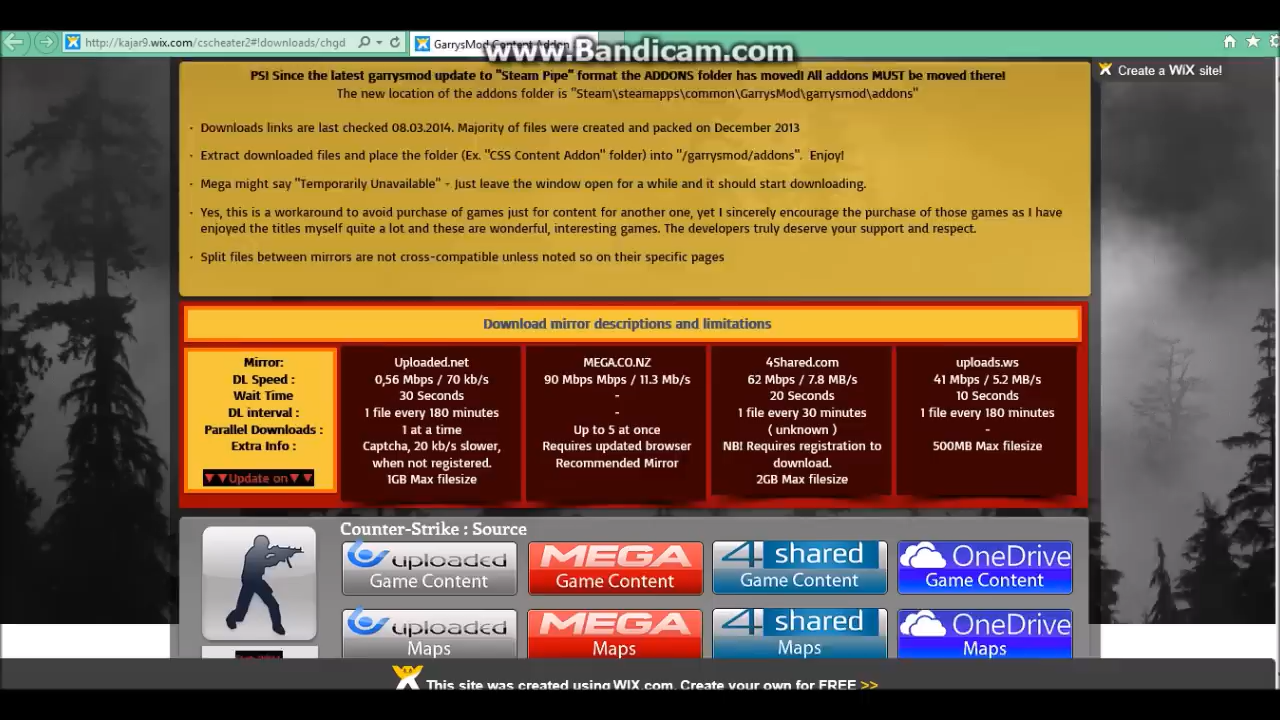 www.Bandicam.com
http://kajar9.wix.com/cscheater2#!downloads/chgd
GarrysMod Content Addon
Create a WiX site!
PS! Since the latest garrysmod update to "Steam Pipe" format the ADDONS folder has moved! All addons MUST be moved there!
The new location of the addons folder is "Steam\steamapps\common\GarrysMod\garrysmod\addons"
· Downloads links are last checked 08.03.2014. Majority of files were created and packed on December 2013
· Extract downloaded files and place the folder (Ex. "CSS Content Addon" folder) into "/garrysmod/addons". Enjoy!
· Mega might say "Temporarily Unavailable" - Just leave the window open for a while and it should start downloading.
· Yes, this is a workaround to avoid purchase of games just for content for another one, yet I sincerely encourage the purchase of those games as I have
enjoyed the titles myself quite a lot and these are wonderful, interesting games. The developers truly deserve your support and respect.
· Split files between mirrors are not cross-compatible unless noted so on their specific pages
Download mirror descriptions and limitations
Mirror:
DL Speed :
Wait Time
DL interval :
Parallel Downloads :
Extra Info :
▼▼Update on▼▼
Uploaded.net
0,56 Mbps / 70 kb/s
30 Seconds
1 file every 180 minutes
1 at a time
Captcha, 20 kb/s slower,
when not registered.
1GB Max filesize
MEGA.CO.NZ
90 Mbps Mbps / 11.3 Mb/s
-
-
Up to 5 at once
Requires updated browser
Recommended Mirror
4Shared.com
62 Mbps / 7.8 MB/s
20 Seconds
1 file every 30 minutes
( unknown )
NB! Requires registration to
download.
2GB Max filesize
uploads.ws
41 Mbps / 5.2 MB/s
10 Seconds
1 file every 180 minutes
-
500MB Max filesize
Counter-Strike : Source
uploaded
Game Content
MEGA
Game Content
4 shared
Game Content
OneDrive
Game Content
uploaded
Maps
MEGA
Maps
4 shared
Maps
OneDrive
Maps
This site was created using WIX.com. Create your own for FREE >>